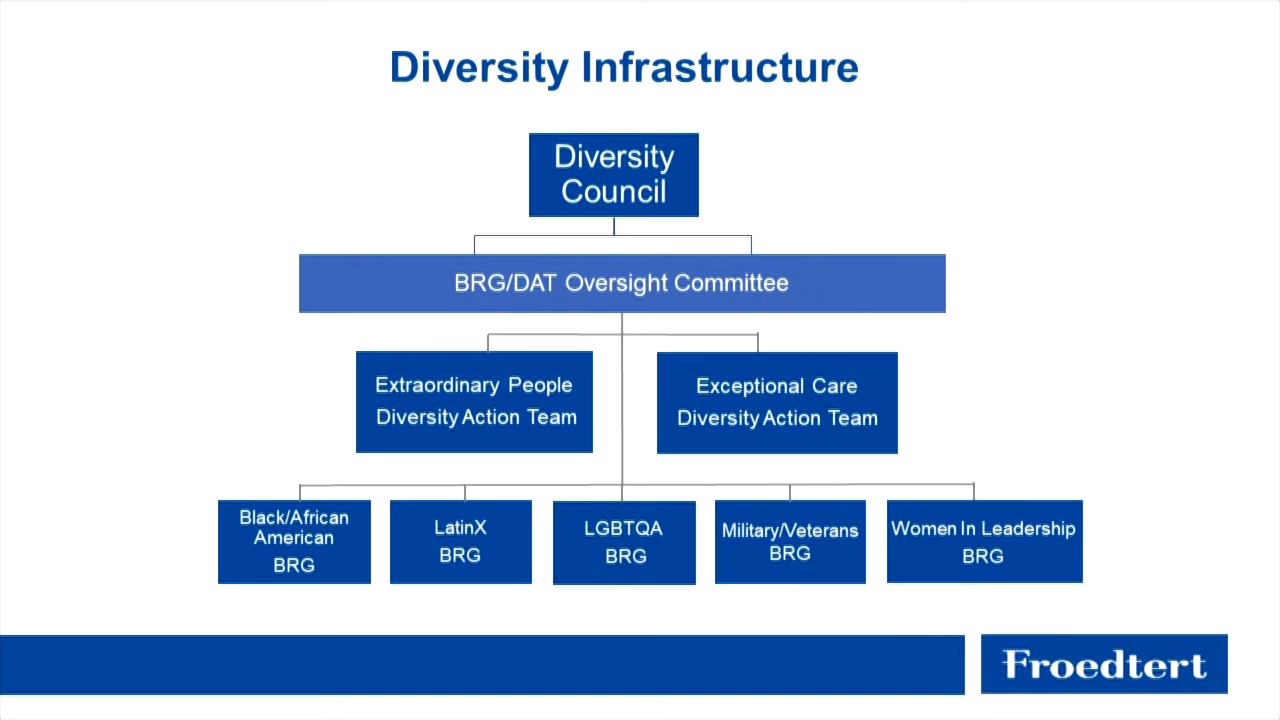 Diversity Infrastructure
Diversity
Council
BRG/DAT Oversight Committee
Extraordinary People
Diversity Action Team
Exceptional Care
Diversity Action Team
Black/African
American
BRG
LatinX
BRG
LGBTQA
BRG
Military/Veterans
BRG
Women In Leadership
BRG
Froedtert